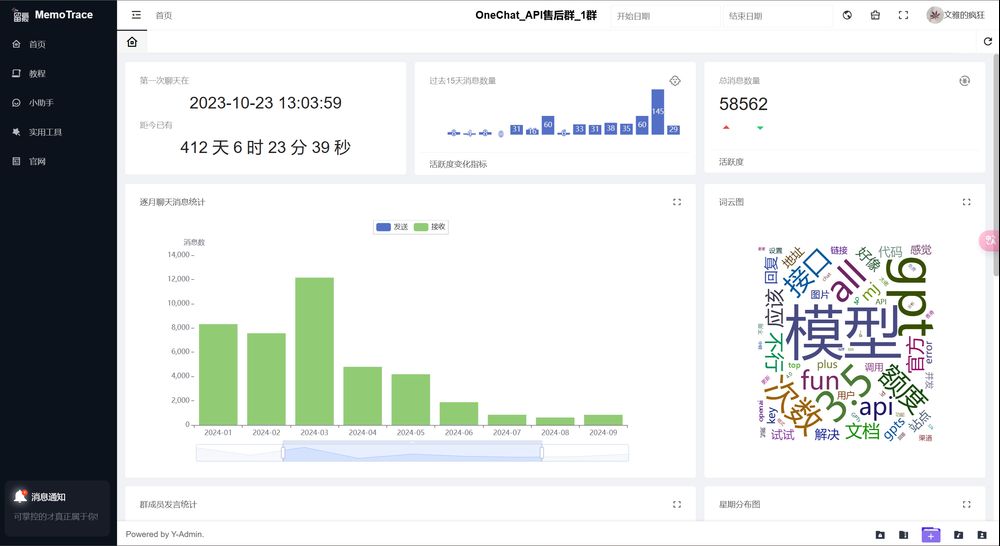 留痕 MemoTrace
首页
教程
小助手
实用工具
官网
消息通知
可掌控的才真正属于你!
首页
OneChat_API售后群_1群
开始日期
结束日期
文雅的疯狂
第一次聊天在
2023-10-23 13:03:59
距今已有
412 天 6 时 23 分 39 秒
过去15天消息数量
31
16
60
33
31
38
35
60
145
29
活跃度变化指标
总消息数量
58562
活跃度
逐月聊天消息统计
发送
接收
消息数
14,000
10,000
8,000
6,000
4,000
2,000
0
2024-01
2024-02
2024-03
2024-04
2024-05
2024-06
2024-07
2024-08
2024-09
词云图
设置
地址
链接
好像
代码
感觉
回复
接口
all
gpt
图片
mj
API
应该
模型
不行
官方
error
top
plus
调用
并发
fun
3.5
额度
次数
用户
api
key
openai
试试
解决
文档
gpts
站点
渠道
群成员发言统计
星期分布图
Powered by Y-Admin.